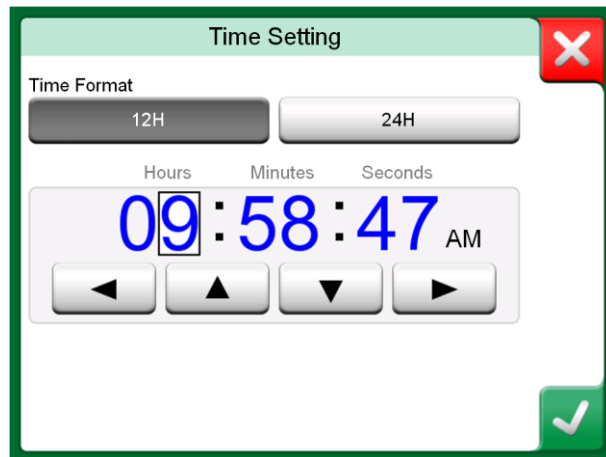 Time Setting
Time Format
12H 24H
Hours Minutes Seconds
09:58:47 AM